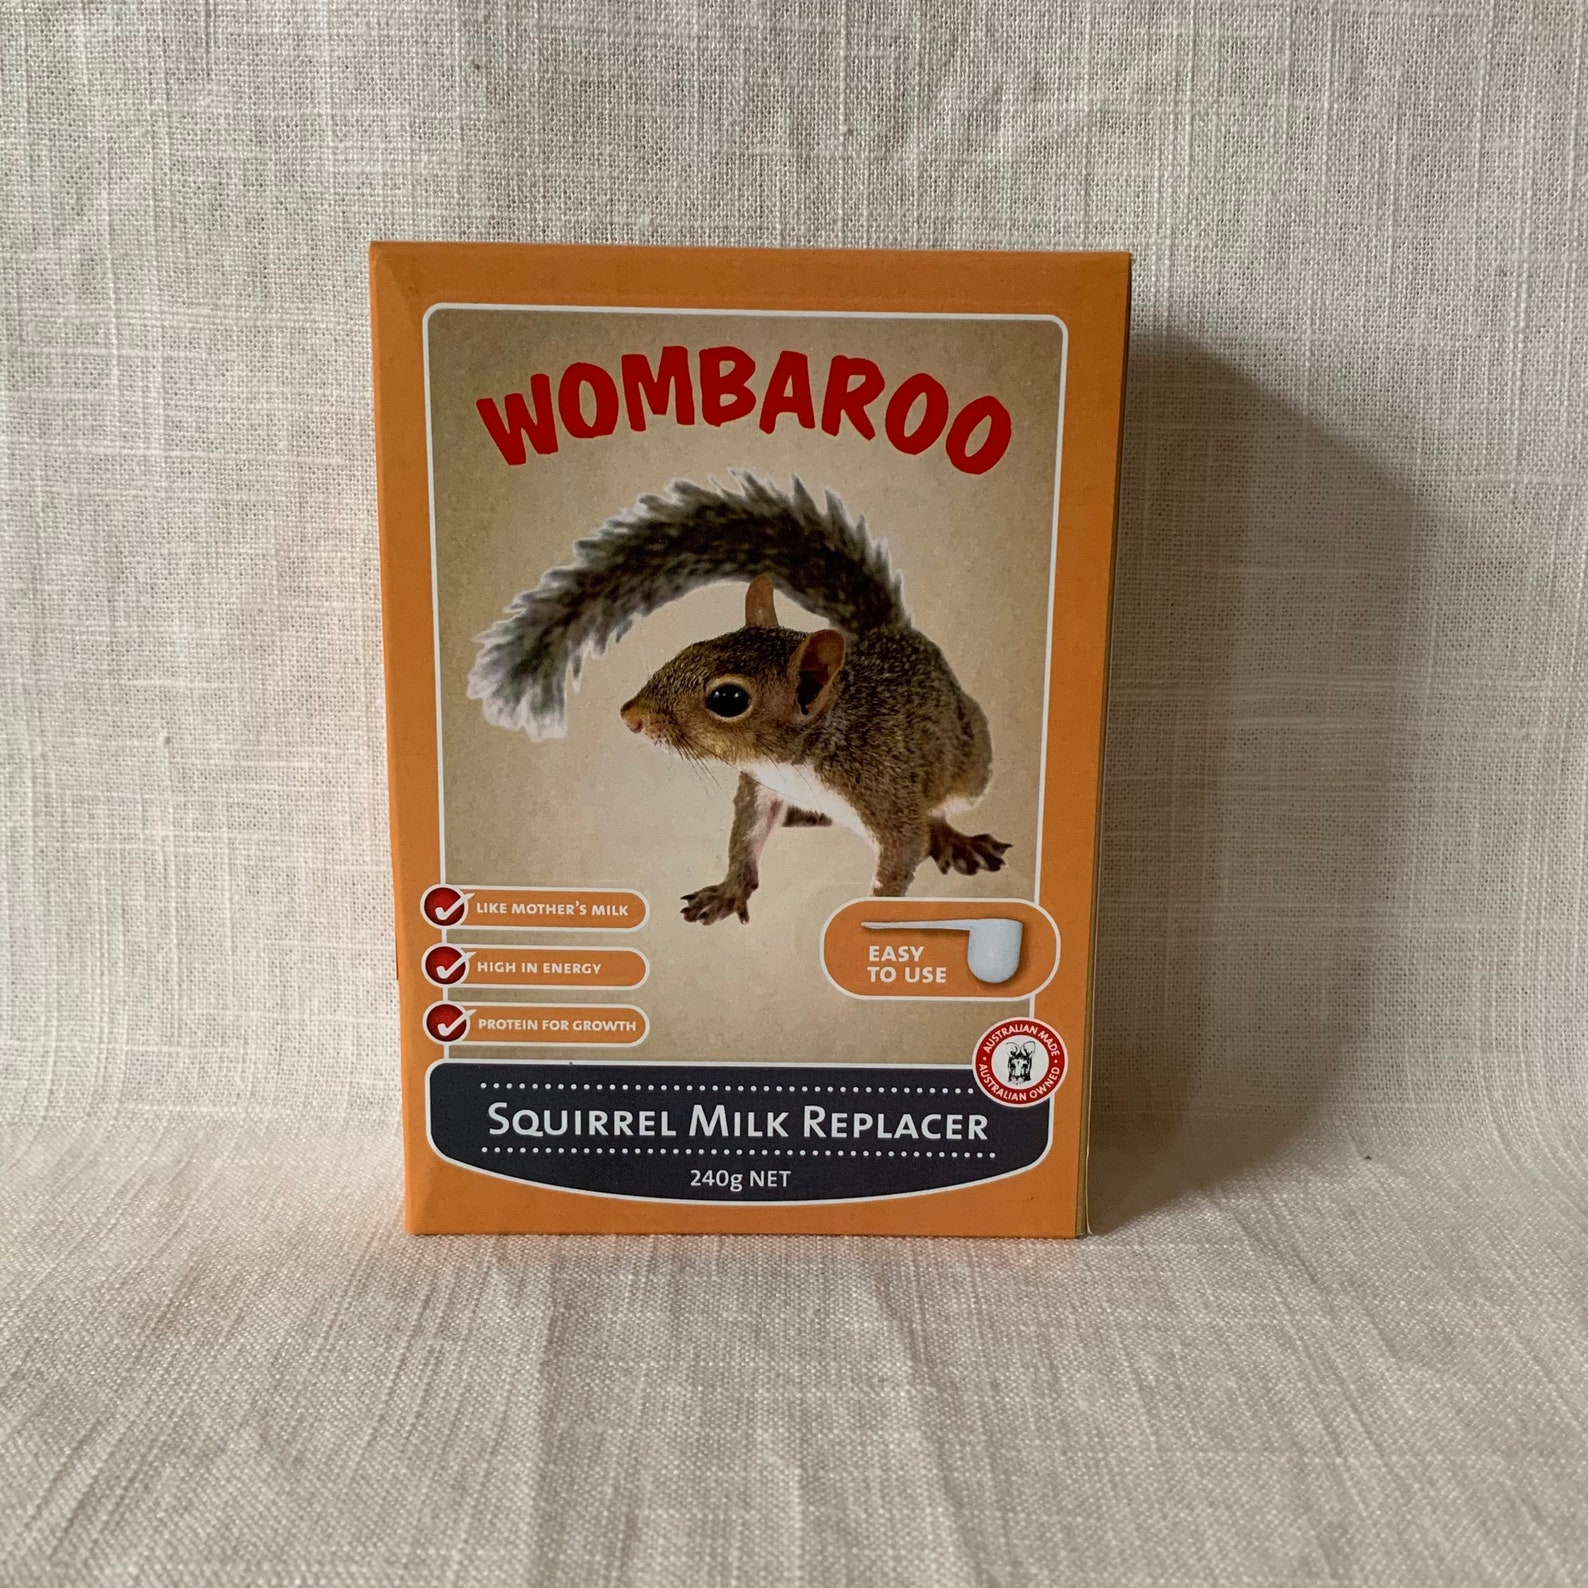 WOMBAROO
LIKE MOTHER'S MILK
HIGH IN ENERGY
PROTEIN FOR GROWTH
EASY
TO USE
AUSTRALIAN MADE
AUSTRALIAN OWNED
SQUIRREL MILK REPLACER
240g NET